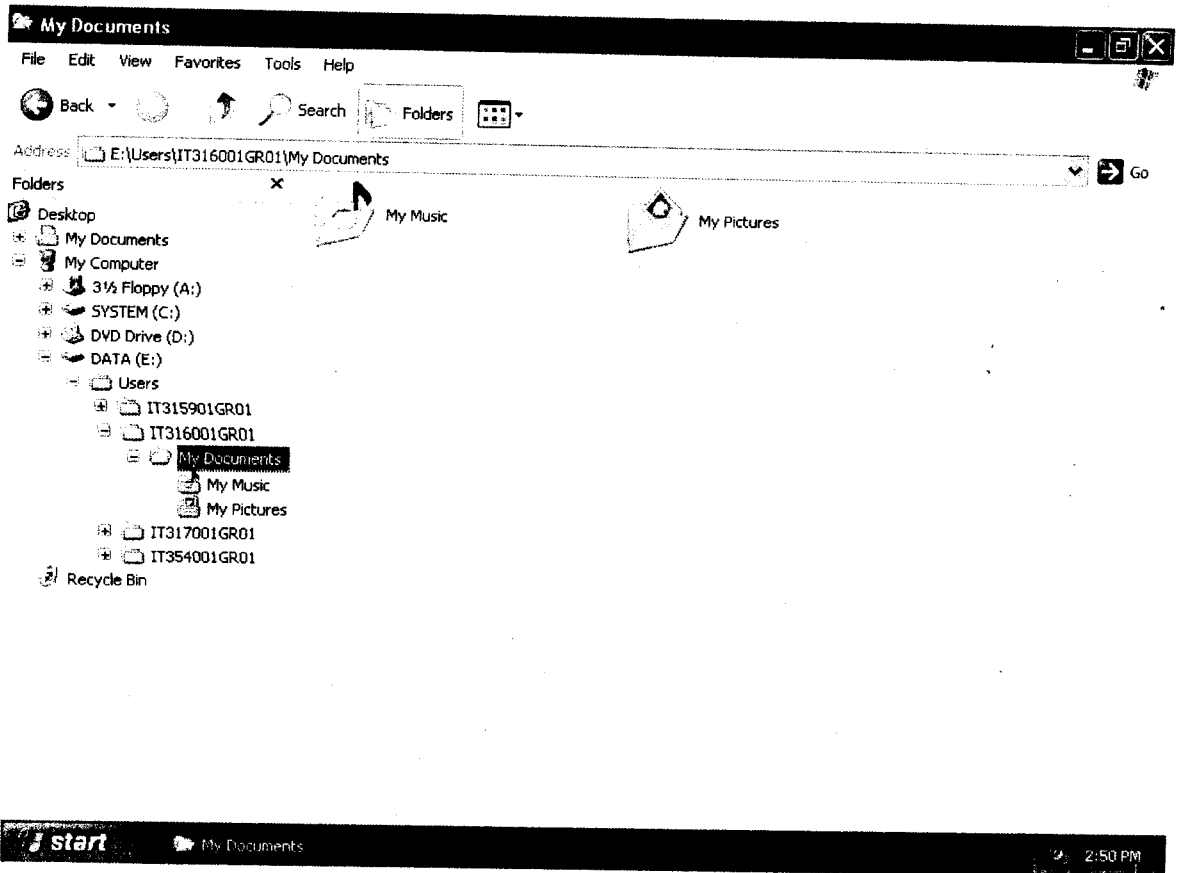 My Documents
File Edit View Favorites Tools Help
Back Search Folders
Address E:\Users\IT316001GR01\My Documents Go
Folders
Desktop
My Documents
My Computer
3½ Floppy (A:)
SYSTEM (C:)
DVD Drive (D:)
DATA (E:)
Users
IT315901GR01
IT316001GR01
My Documents
My Music
My Pictures
IT317001GR01
IT354001GR01
Recycle Bin
My Music
My Pictures
start My Documents 2:50 PM